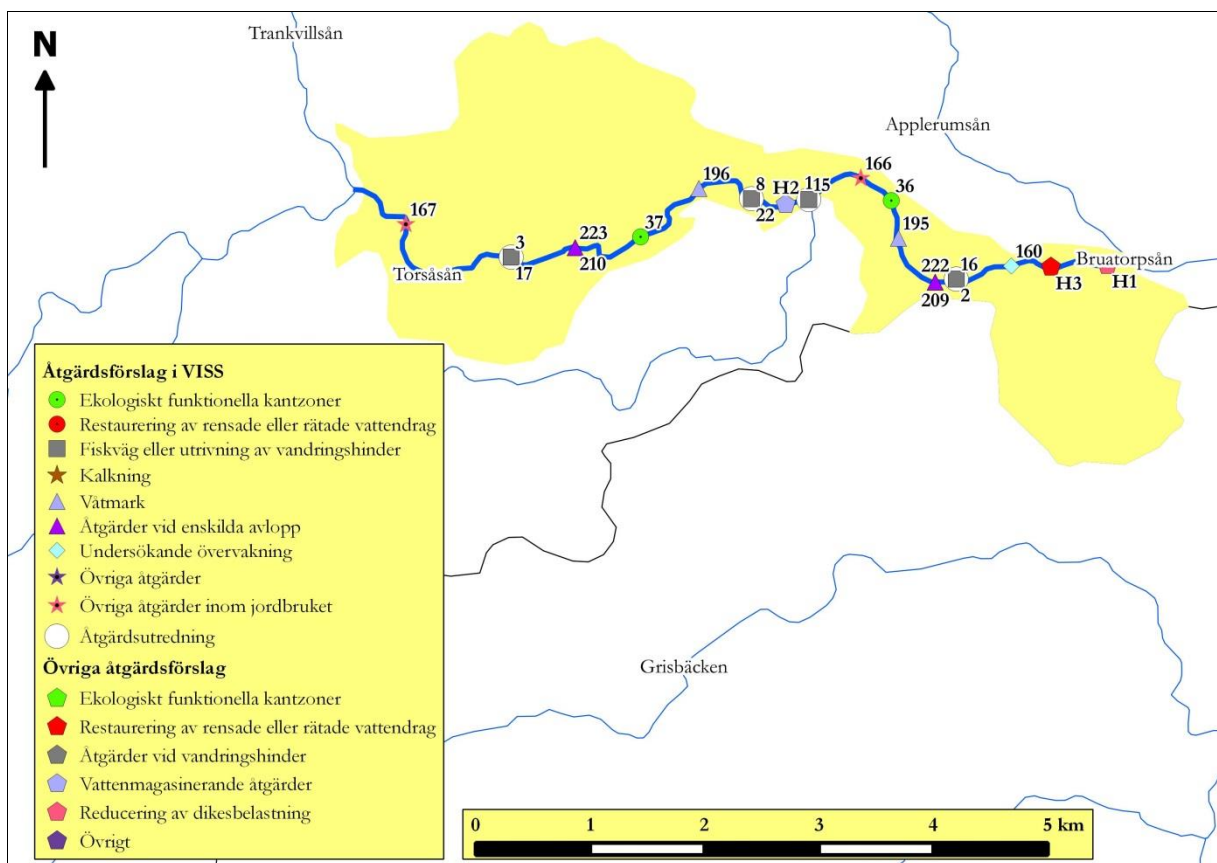 Trankvillsån
N
Applerumsån
166
196
8
H2
115
36
37
22
167
223
195
3
210
17
Torsåsån
222
16
160
Bruatorpsån
209
2
H3
H1
Åtgärdsförslag i VISS
Ekologiskt funktionella kantzoner
Restaurering av rensade eller rätade vattendrag
Fiskväg eller utrivning av vandringshinder
Kalkning
Våtmark
Åtgärder vid enskilda avlopp
Undersökande övervakning
Övriga åtgärder
Övriga åtgärder inom jordbruket
Åtgärdsutredning
Övriga åtgärdsförslag
Ekologiskt funktionella kantzoner
Restaurering av rensade eller rätade vattendrag
Åtgärder vid vandringshinder
Vattenmagasinerande åtgärder
Reducering av dikesbelastning
Övrigt
Grisbäcken
0 1 2 3 4 5 km